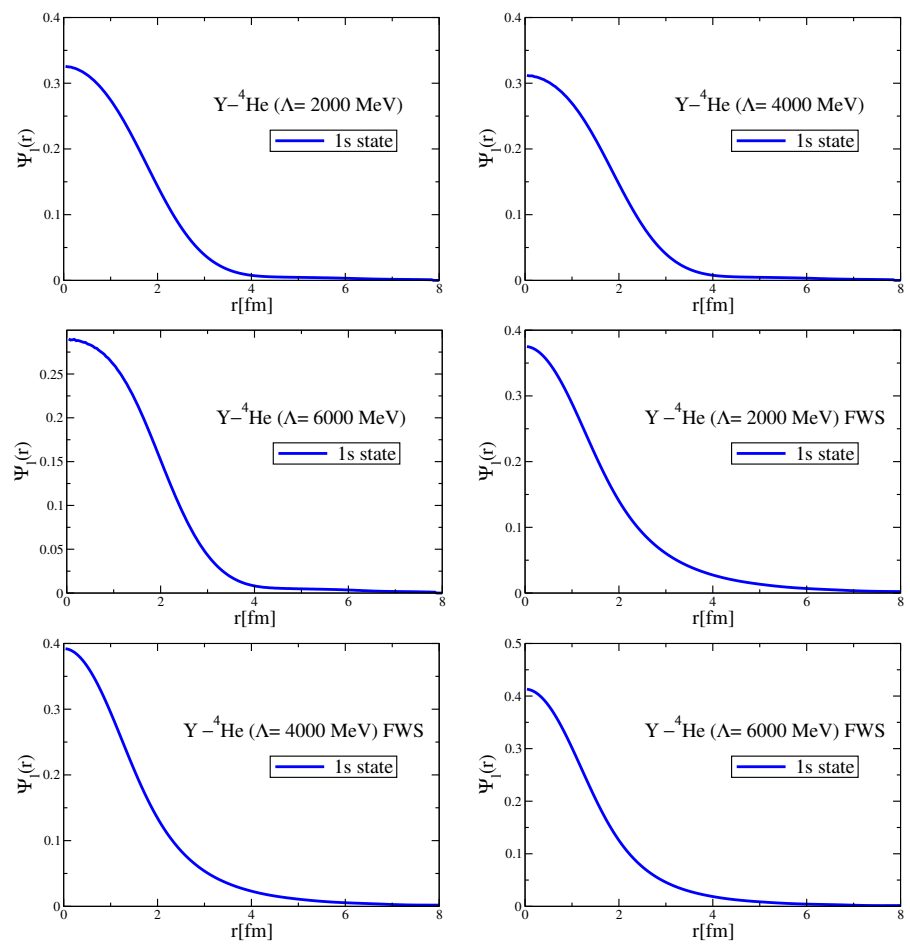 0.4
0.3
0.2
0.1
0
Ψ_l(r)
Υ−⁴He (Λ= 2000 MeV)
1s state
0 2 4 6 8
r[fm]
0.4
0.3
0.2
0.1
0
Ψ_l(r)
Υ−⁴He (Λ= 4000 MeV)
1s state
0 2 4 6 8
r[fm]
0.25
0.2
0.15
0.1
0.05
0
Ψ_l(r)
Υ−⁴He (Λ= 6000 MeV)
1s state
0 2 4 6 8
r[fm]
0.4
0.3
0.2
0.1
0
Ψ_l(r)
Υ −⁴He (Λ= 2000 MeV) FWS
1s state
0 2 4 6 8
r[fm]
0.4
0.3
0.2
0.1
0
Ψ_l(r)
Υ −⁴He (Λ= 4000 MeV) FWS
1s state
0 2 4 6 8
r[fm]
0.5
0.4
0.3
0.2
0.1
0
Ψ_l(r)
Υ −⁴He (Λ= 6000 MeV) FWS
1s state
0 2 4 6 8
r[fm]